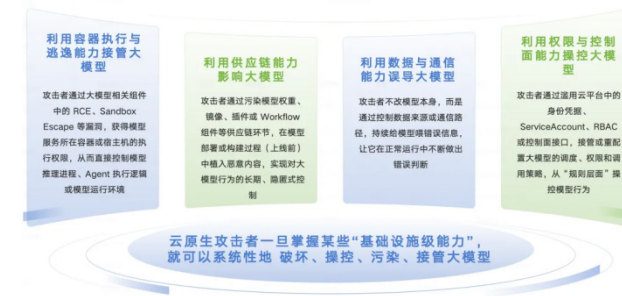 利用容器执行与
逃逸能力接管大
模型
攻击者通过大模型相关组件
中的 RCE、Sandbox
Escape 等漏洞，获得模型
服务所在容器或宿主机的执
行权限，从而直接控制模型
推理进程、Agent 执行逻辑
或模型运行环境
利用供应链能力
影响大模型
攻击者通过污染模型权重、
镜像、插件或 Workflow
组件等供应链环节，在模型
部署或构建过程（上线前）
中植入恶意内容，实现对大
模型行为的长期、隐匿式控
制
利用数据与通信
能力误导大模型
攻击者不改模型本身，而是
通过控制数据来源或通信路
径，持续给模型喂错误信息，
让它在正常运行中不断做出
错误判断
利用权限与控制
面能力操控大模
型
攻击者通过滥用云平台中的
身份凭据、
ServiceAccount、RBAC
或控制面接口，接管或重配
置大模型的调度、权限和调
用策略，从“规则层面”操
控模型行为
云原生攻击者一旦掌握某些“基础设施级能力”，
就可以系统性地 破坏、操控、污染、接管大模型